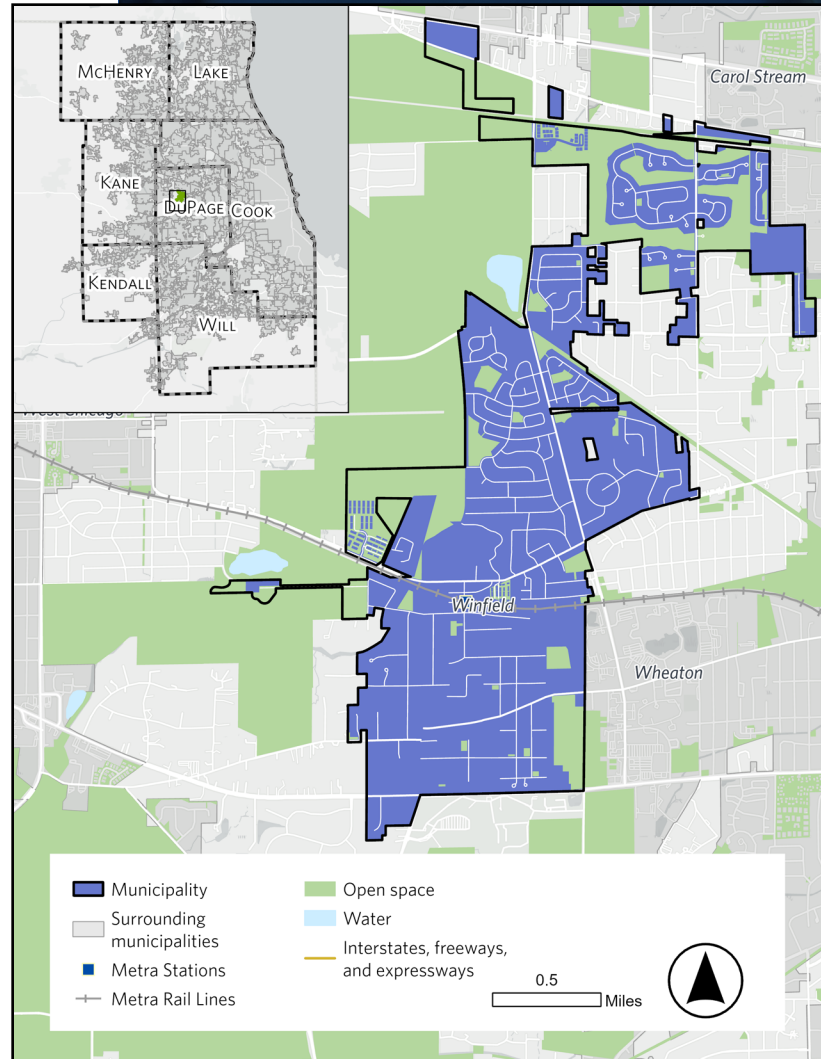 McHenry
Lake
Kane
DuPage
Cook
Kendall
Will
Carol Stream
West Chicago
Winfield
Wheaton
Municipality
Surrounding
municipalities
Metra Stations
Metra Rail Lines
Open space
Water
Interstates, freeways,
and expressways
0.5
Miles